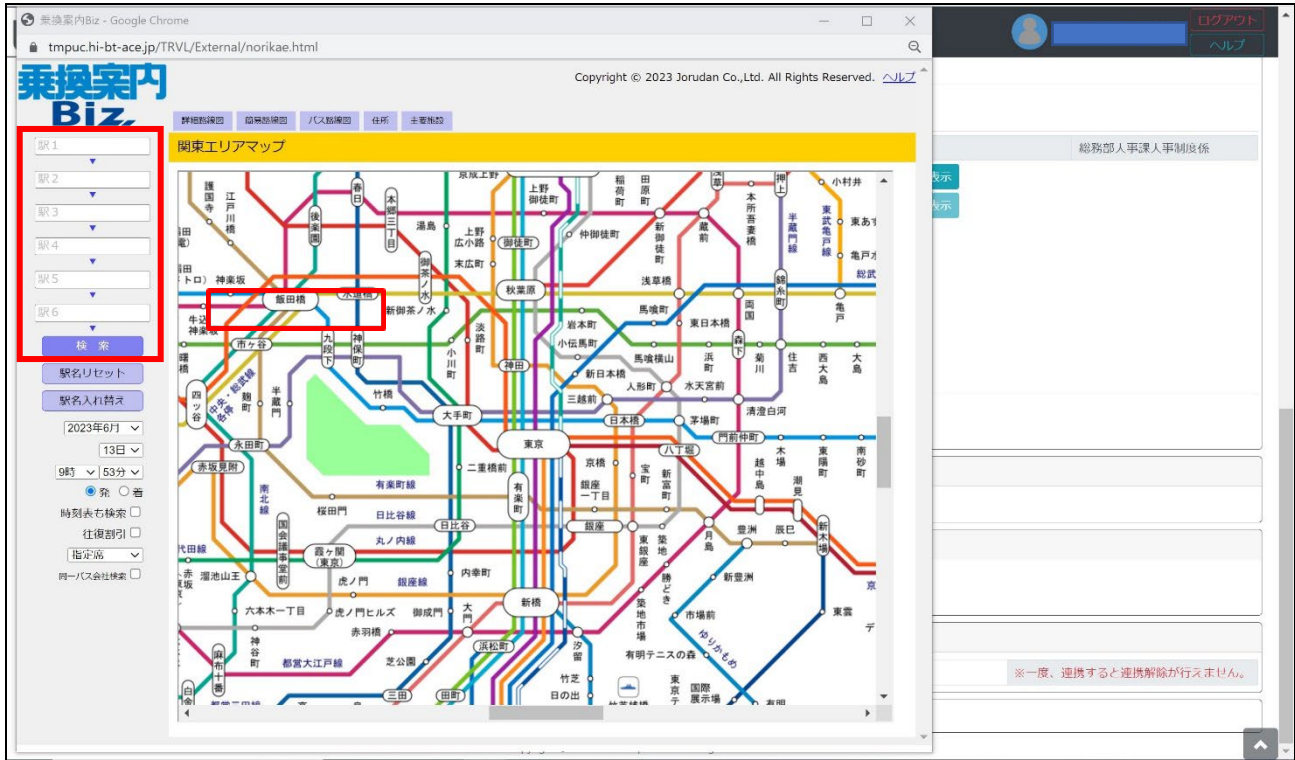 乗換案内Biz - Google Chrome
tmpuc.hi-bt-ace.jp/TRVL/External/norikae.html
ログアウト
ヘルプ
乗換案内
Biz
Copyright © 2023 Jorudan Co.,Ltd. All Rights Reserved. ヘルプ
詳細路線図 簡易路線図 バス路線図 住所 主要施設
関東エリアマップ
駅1
駅2
駅3
駅4
駅5
駅6
検 索
駅名リセット
駅名入れ替え
2023年6月
13日
9時 53分
発 着
時刻表も検索
往復割引
指定席
同一バス会社検索
総務部人事課人事制度係
表示
表示
※一度、連携すると連携解除が行えません。
護国寺
江戸川橋
後楽園
春日
本郷三丁目
湯島
京成上野
上野広小路
上野御徒町
御徒町
末広町
仲御徒町
稲荷町
田原町
新御徒町
蔵前
浅草
本所吾妻橋
押上
半蔵門線
小村井
東武亀戸線
東あず
亀戸水
総武
神楽坂
飯田橋
水道橋
御茶ノ水
新御茶ノ水
秋葉原
浅草橋
両国
錦糸町
亀戸
牛込神楽坂
市ヶ谷
九段下
神保町
小川町
淡路町
岩本町
馬喰町
東日本橋
小伝馬町
馬喰横山
浜町
森下
菊川
住吉
西大島
大島
曙橋
四ツ谷
中央・総武線各停
麹町
半蔵門
竹橋
大手町
神田
新日本橋
三越前
人形町
水天宮前
清澄白河
日本橋
茅場町
門前仲町
木場
東陽町
南砂町
永田町
赤坂見附
東京
二重橋前
京橋
八丁堀
宝町
越中島
潮見
南北線
有楽町線
桜田門
日比谷線
日比谷
有楽町
銀座一丁目
新富町
銀座
丸ノ内線
国会議事堂前
霞ヶ関
(東京)
東銀座
築地
月島
豊洲
辰巳
新木場
代田線
溜池山王
虎ノ門
銀座線
内幸町
新橋
勝どき
新豊洲
六本木一丁目
虎ノ門ヒルズ
御成門
大門
築地市場
市場前
東雲
赤羽橋
神谷町
浜松町
汐留
有明テニスの森
ゆりかもめ
麻布十番
都営大江戸線
芝公園
三田
田町
竹芝
日の出
東京テ
国際展示場
有明